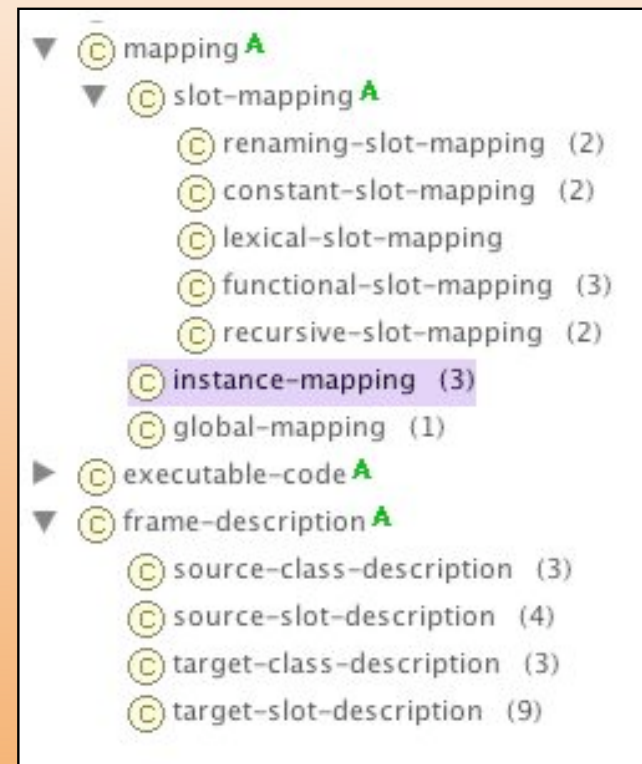 C mapping A
C slot-mapping A
C renaming-slot-mapping (2)
C constant-slot-mapping (2)
C lexical-slot-mapping
C functional-slot-mapping (3)
C recursive-slot-mapping (2)
C instance-mapping (3)
C global-mapping (1)
C executable-code A
C frame-description A
C source-class-description (3)
C source-slot-description (4)
C target-class-description (3)
C target-slot-description (9)